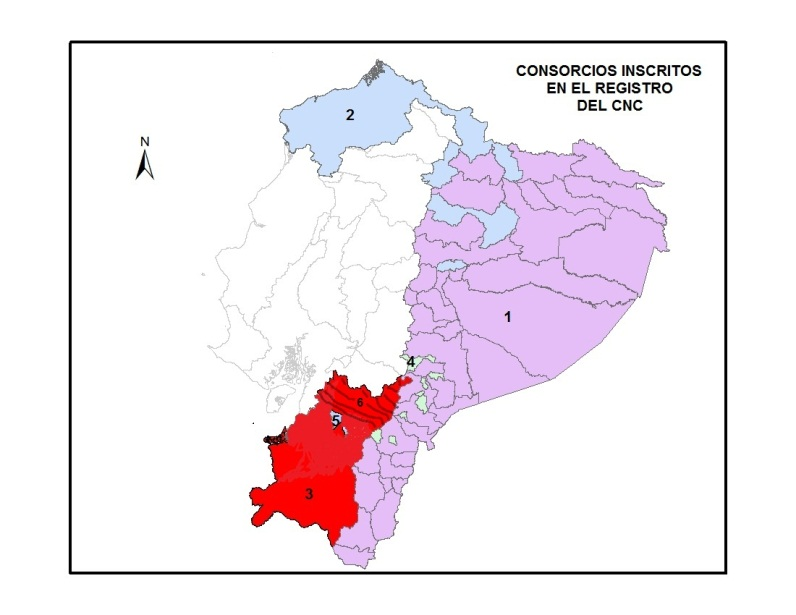 CONSORCIOS INSCRITOS
EN EL REGISTRO
DEL CNC
N
2
1
4
6
5
3